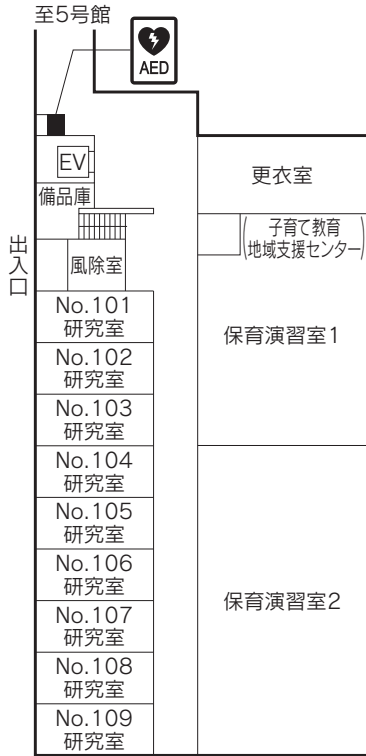 至5号館
AED
EV
備品庫
更衣室
(子育て教育
地域支援センター)
出入口
風除室
No.101
研究室
No.102
研究室
No.103
研究室
保育演習室1
No.104
研究室
No.105
研究室
No.106
研究室
No.107
研究室
No.108
研究室
No.109
研究室
保育演習室2